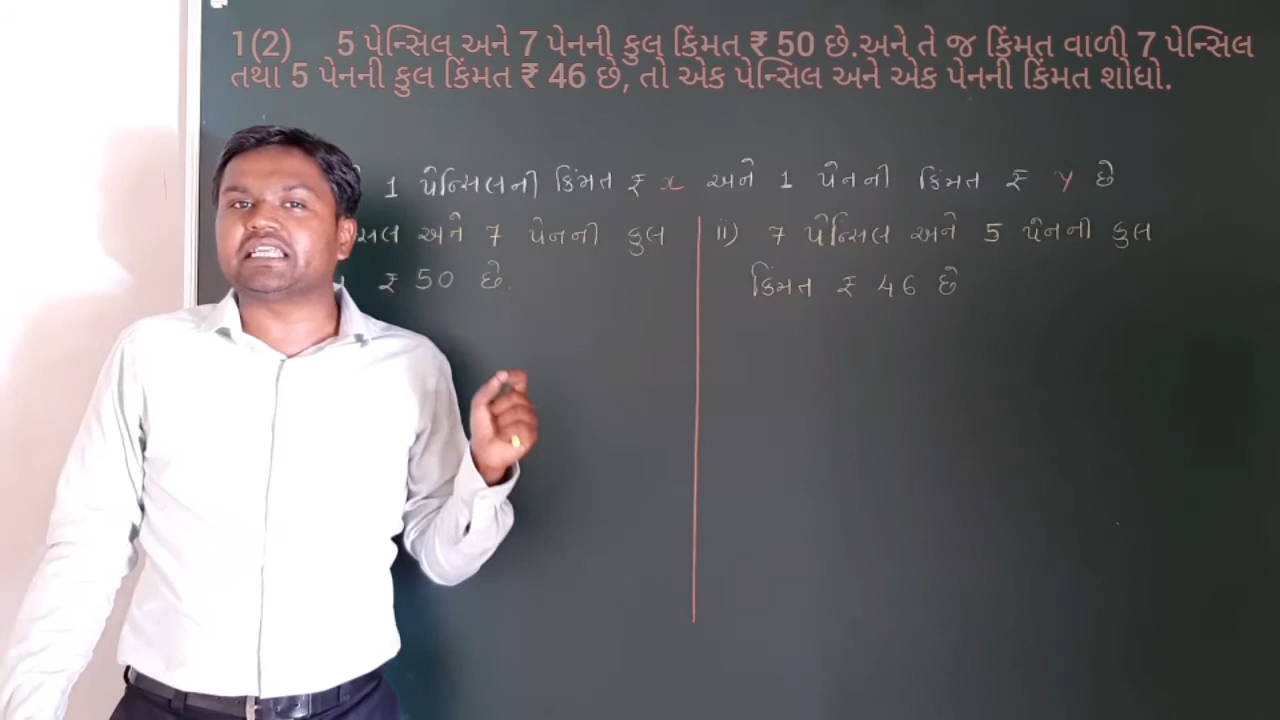 1(2) 5 પેન્સિલ અને 7 પેનની કુલ કિંમત ₹ 50 છે.અને તે જ કિંમત વાળી 7 પેન્સિલ
તથા 5 પેનની કુલ કિંમત ₹ 46 છે, તો એક પેન્સિલ અને એક પેનની કિંમત શોધો.
1 પેન્સિલની કિંમત ₹ x અને 1 પેનની કિંમત ₹ y છે
અને 7 પેનની કુલ
₹ 50 છે.
ii) 7 પેન્સિલ અને 5 પેનની કુલ
કિંમત ₹ 46 છે